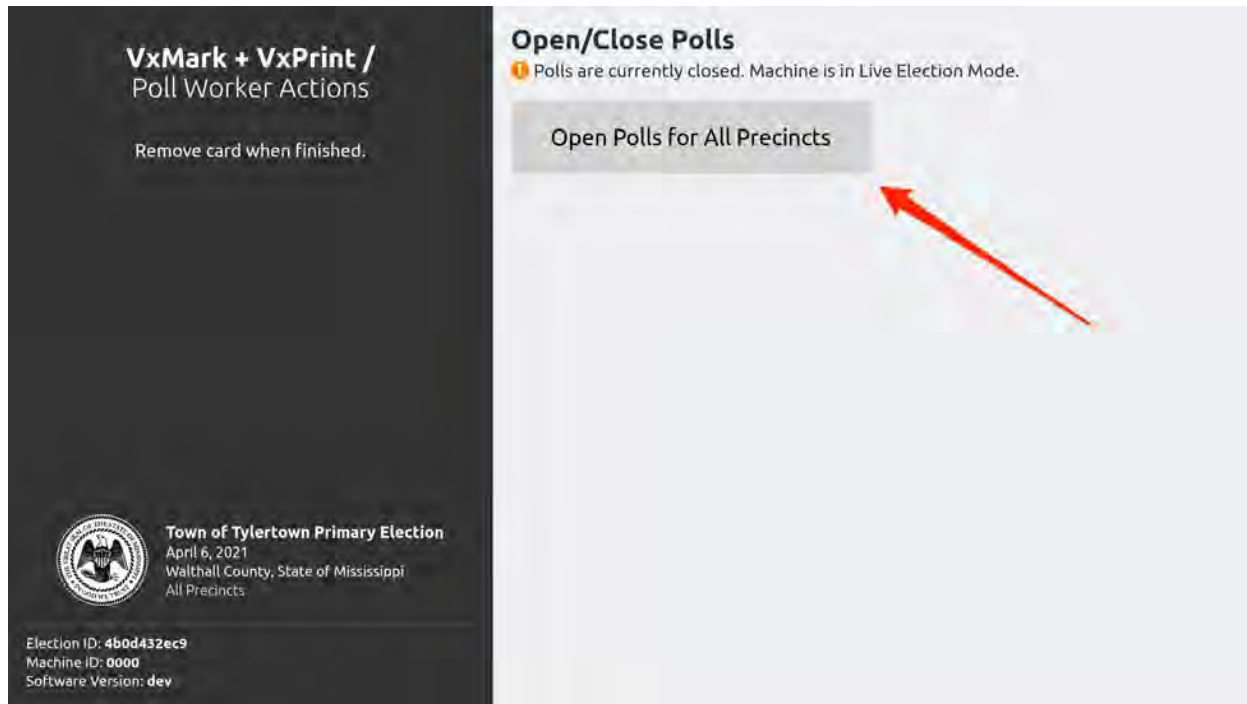 VxMark + VxPrint /
Poll Worker Actions
Remove card when finished.
Open/Close Polls
Polls are currently closed. Machine is in Live Election Mode.
Open Polls for All Precincts
Town of Tylertown Primary Election
April 6, 2021
Walthall County, State of Mississippi
All Precincts
Election ID: 4b0d432ec9
Machine ID: 0000
Software Version: dev